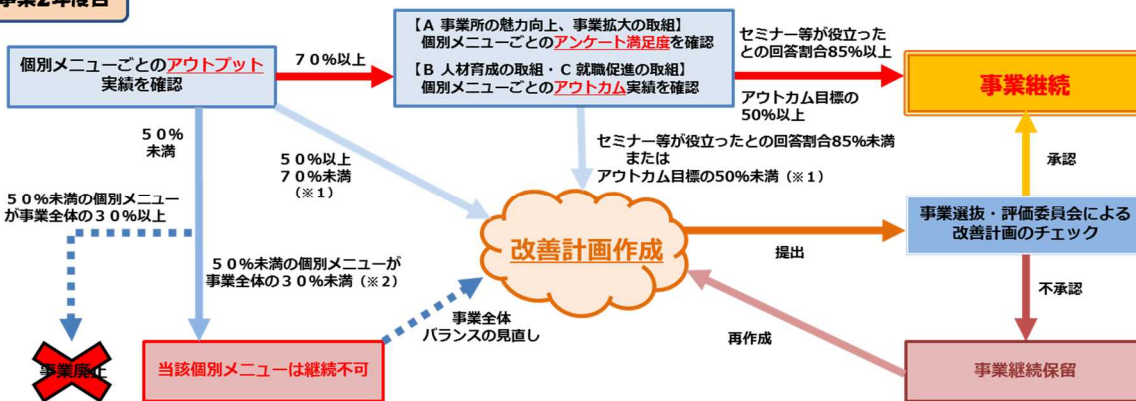 事業2年度目
【A 事業所の魅力向上、事業拡大の取組】
個別メニューごとのアンケート満足度を確認
【B 人材育成の取組・C 就職促進の取組】
個別メニューごとのアウトカム実績を確認
セミナー等が役立った
との回答割合85%以上
個別メニューごとのアウトプット
実績を確認
70%以上
事業継続
アウトカム目標の
50%以上
50%
未満
50%以上
70%未満
(※1)
セミナー等が役立ったとの回答割合85%未満
または
アウトカム目標の50%未満(※1)
承認
50%未満の個別メニュー
が事業全体の30%以上
事業選抜・評価委員会による
改善計画のチェック
改善計画作成
提出
50%未満の個別メニューが
事業全体の30%未満(※2)
不承認
事業全体
バランスの見直し
再作成
事業廃止
当該個別メニューは継続不可
事業継続保留